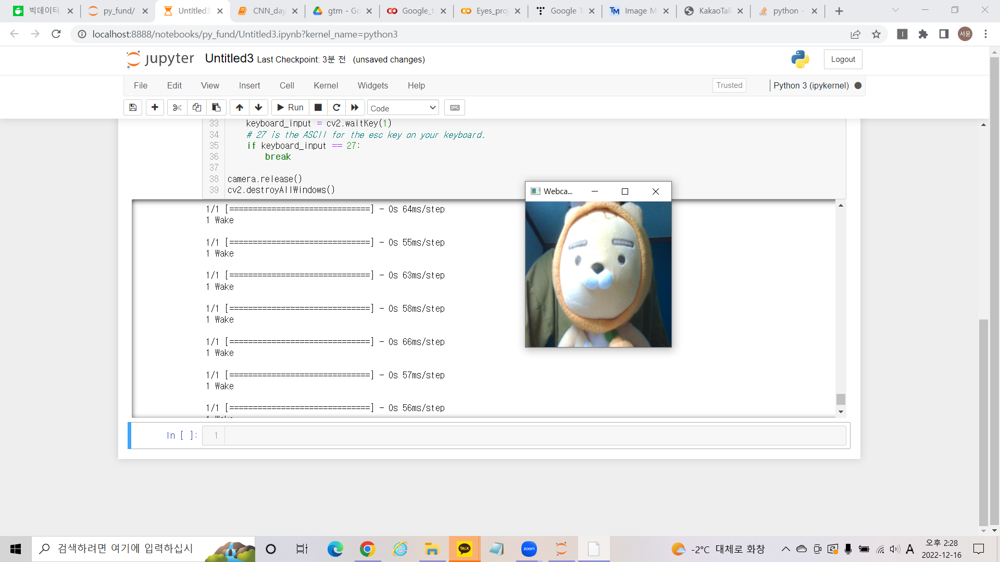 빅데이터
py_fund/
Untitled3
CNN_day
gtm - Go
Google_t
Eyes_proj
Google T
Image M
KakaoTal
python -
localhost:8888/notebooks/py_fund/Untitled3.ipynb?kernel_name=python3
서윤
jupyter Untitled3 Last Checkpoint: 3분 전 (unsaved changes)
Logout
File Edit View Insert Cell Kernel Widgets Help
Trusted
Python 3 (ipykernel)
Run
Code
33 keyboard_input = cv2.waitKey(1)
34 # 27 is the ASCII for the esc key on your keyboard.
35 if keyboard_input == 27:
36 break
37
38 camera.release()
39 cv2.destroyAllWindows()
Webca...
1/1 [==============================] - 0s 64ms/step
1 Wake
1/1 [==============================] - 0s 55ms/step
1 Wake
1/1 [==============================] - 0s 63ms/step
1 Wake
1/1 [==============================] - 0s 58ms/step
1 Wake
1/1 [==============================] - 0s 66ms/step
1 Wake
1/1 [==============================] - 0s 57ms/step
1 Wake
1/1 [==============================] - 0s 56ms/step
1 Wake
In [ ]: 1
검색하려면 여기에 입력하십시
TALK
zoom
-2°C 대체로 화창
A
오후 2:28
2022-12-16